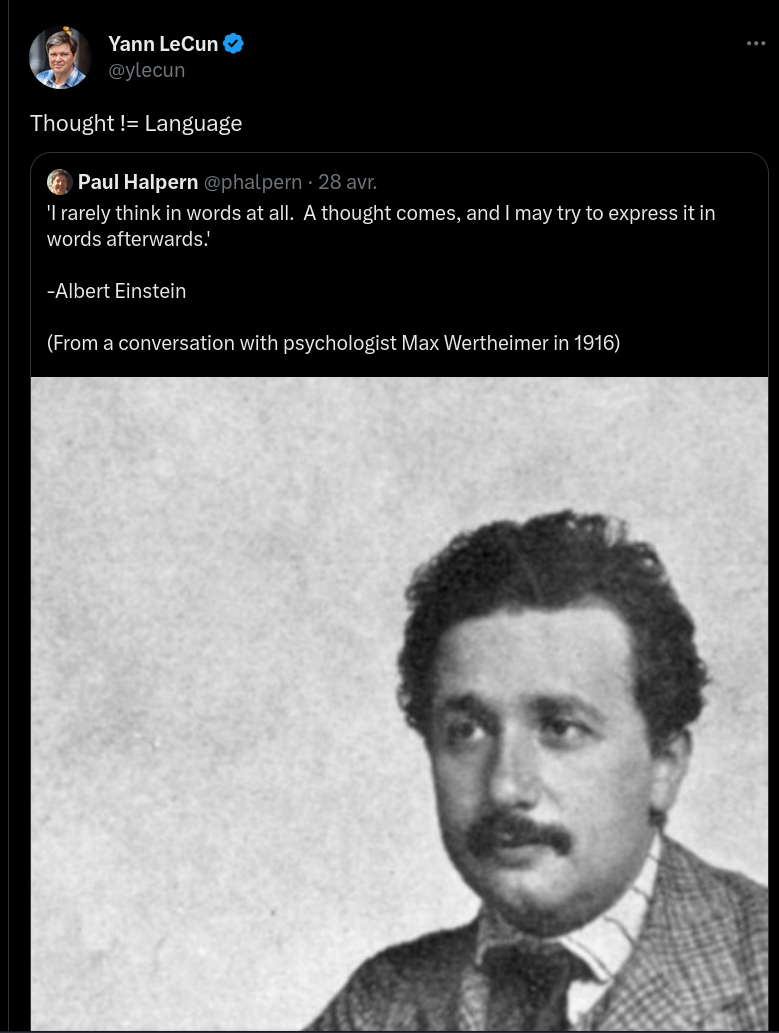 Yann LeCun
@ylecun
Thought != Language
Paul Halpern @phalpern · 28 avr.
'I rarely think in words at all.  A thought comes, and I may try to express it in
words afterwards.'
-Albert Einstein
(From a conversation with psychologist Max Wertheimer in 1916)